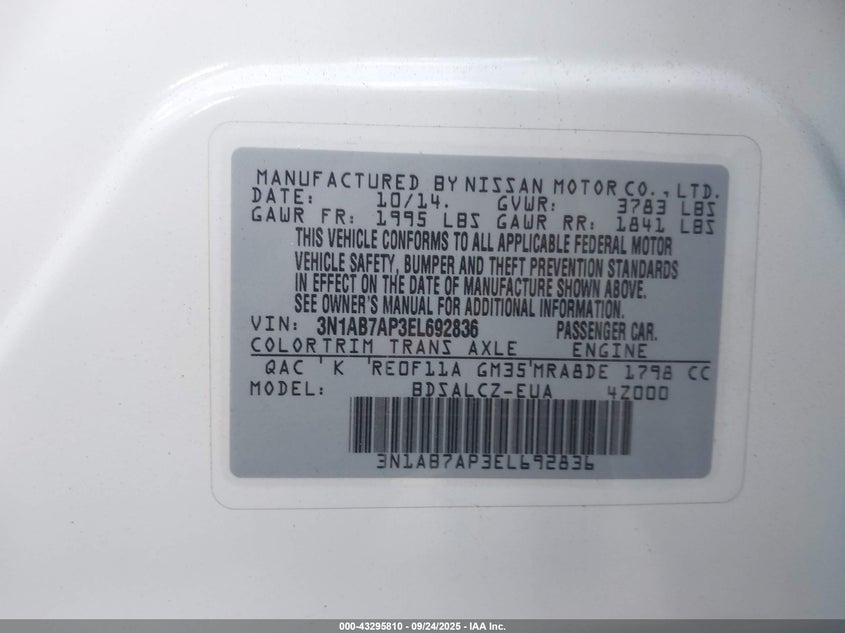 MANUFACTURED BY NISSAN MOTOR CO., LTD.
DATE: 10/14. GVWR: 3783 LBS
GAWR FR: 1995 LBS GAWR RR: 1841 LBS
THIS VEHICLE CONFORMS TO ALL APPLICABLE FEDERAL MOTOR
VEHICLE SAFETY, BUMPER AND THEFT PREVENTION STANDARDS
IN EFFECT ON THE DATE OF MANUFACTURE SHOWN ABOVE.
SEE OWNER'S MANUAL FOR ADDITIONAL INFORMATION.
VIN: 3N1AB7AP3EL692836 PASSENGER CAR.
COLOR TRIM TRANS AXLE ENGINE
QAC ' K 'RE0F11A GM35'MRA8DE 1798 CC
MODEL: BDSALCZ-EUA 4Z000
3N1AB7AP3EL692836
000-43295810 - 09/24/2025 - IAA Inc.